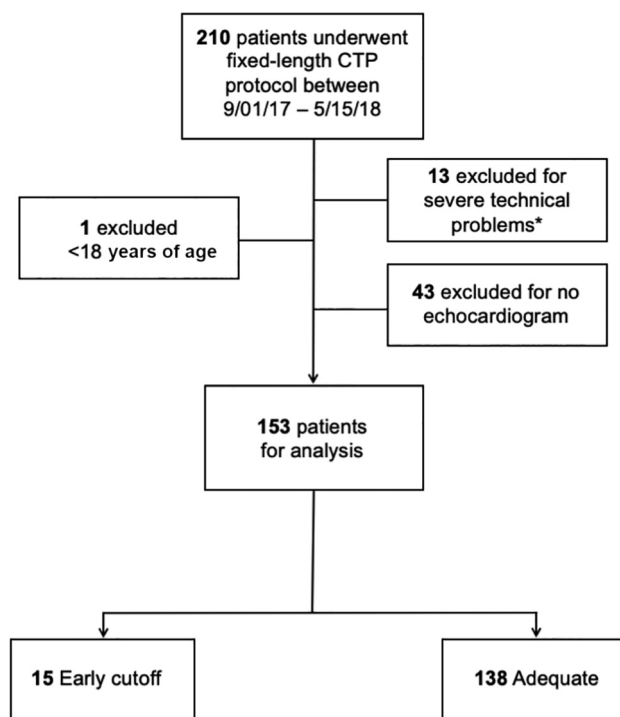 210 patients underwent
fixed-length CTP
protocol between
9/01/17 – 5/15/18
13 excluded for
severe technical
problems*
1 excluded
<18 years of age
43 excluded for no
echocardiogram
153 patients
for analysis
15 Early cutoff
138 Adequate